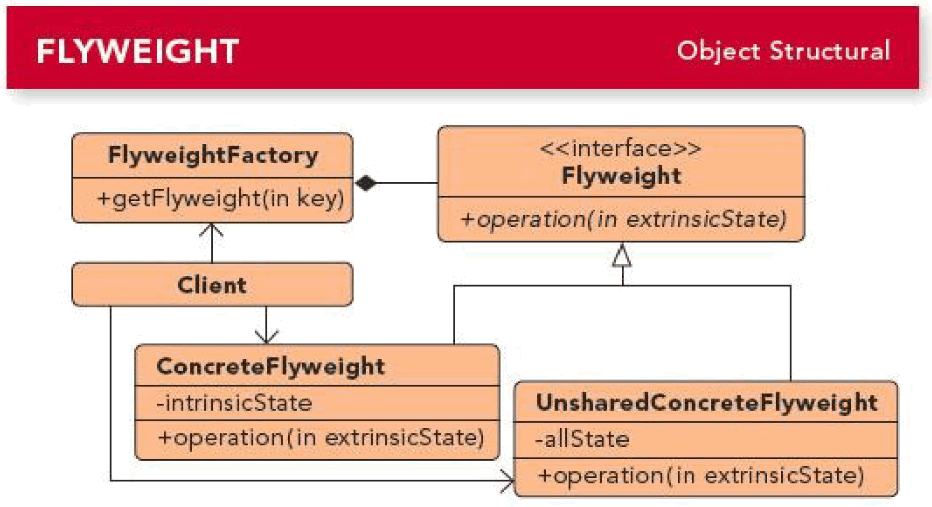 FLYWEIGHT
Object Structural
FlyweightFactory
+getFlyweight(in key)
<<interface>>
Flyweight
+operation(in extrinsicState)
Client
ConcreteFlyweight
-intrinsicState
+operation(in extrinsicState)
UnsharedConcreteFlyweight
-allState
+operation(in extrinsicState)